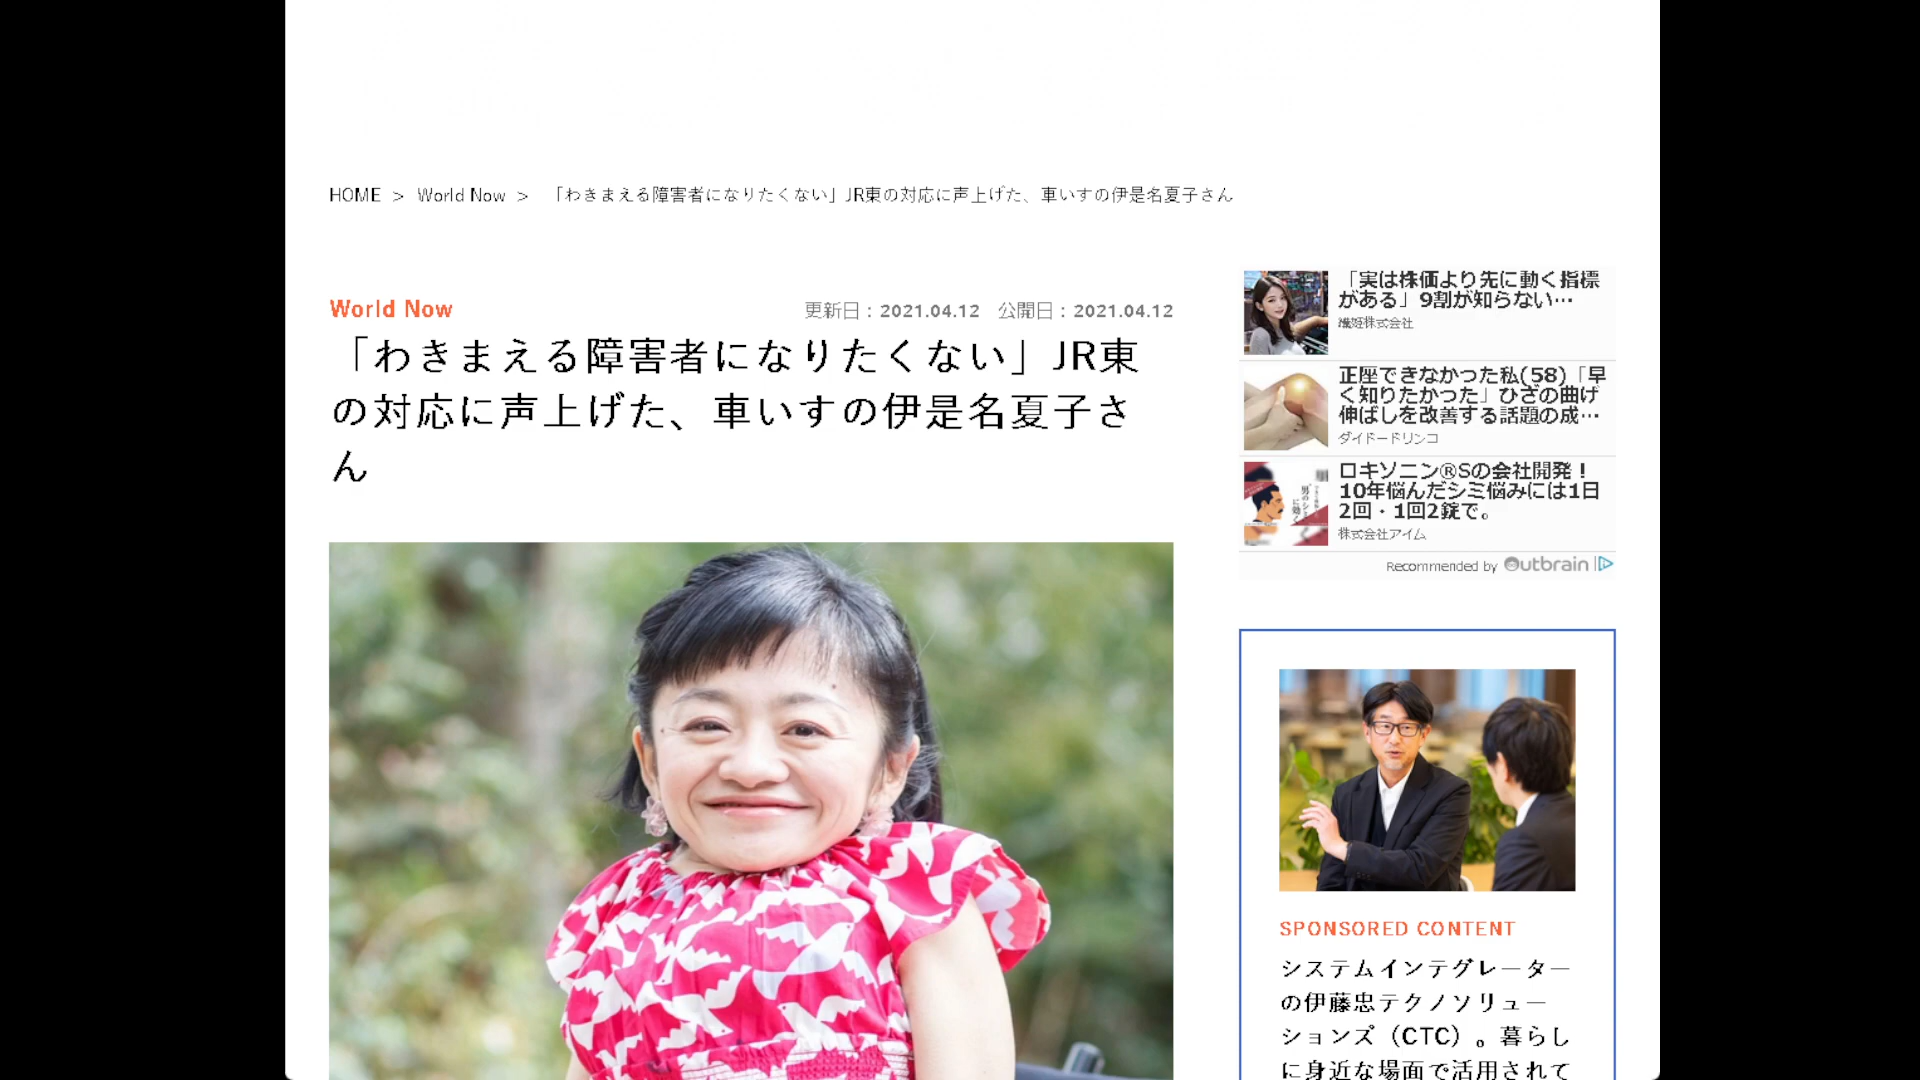 HOME > World Now > 「わきまえる障害者になりたくない」JR東の対応に声上げた、車いすの伊是名夏子さん
World Now
更新日：2021.04.12 公開日：2021.04.12
「わきまえる障害者になりたくない」JR東
の対応に声上げた、車いすの伊是名夏子さ
ん
「実は株価より先に動く指標
がある」9割が知らない…
織姫株式会社
正座できなかった私(58)「早
く知りたかった」ひざの曲げ
伸ばしを改善する話題の成…
ダイドードリンコ
ロキソニン®Sの会社開発！
10年悩んだシミ悩みには1日
2回・1回2錠で。
株式会社アイム
Recommended by Outbrain
SPONSORED CONTENT
システムインテグレーター
の伊藤忠テクノソリュー
ションズ（CTC）。暮らし
に身近な場面で活用されて